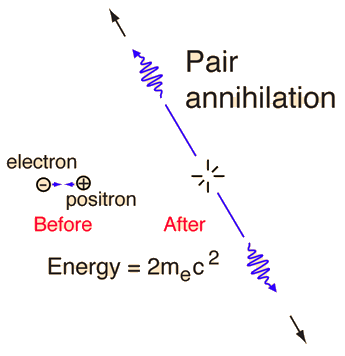 Pair
annihilation
electron
− +
positron
Before After
Energy = 2mₑc²